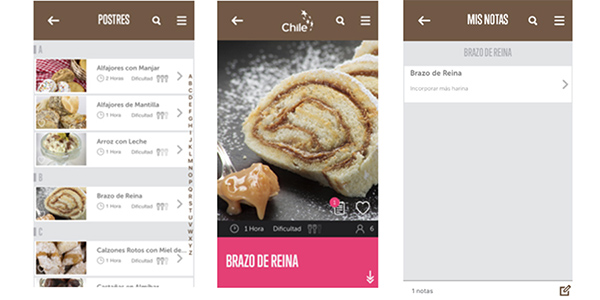 POSTRES
A
Alfajores con Manjar
2 Horas Dificultad
Alfajores de Mantilla
1 Hora Dificultad
Arroz con Leche
1 Hora Dificultad
B
Brazo de Reina
1 Hora Dificultad
C
Calzones Rotos con Miel de...
1 Hora Dificultad
Castañas en Almíbar
A
B
C
D
E
F
G
H
I
J
K
L
M
N
O
P
Q
R
S
T
U
V
W
X
Y
Z
Chile
2
1 Hora Dificultad 6
BRAZO DE REINA
MIS NOTAS
BRAZO DE REINA
Brazo de Reina
Incorporar más harina
1 notas